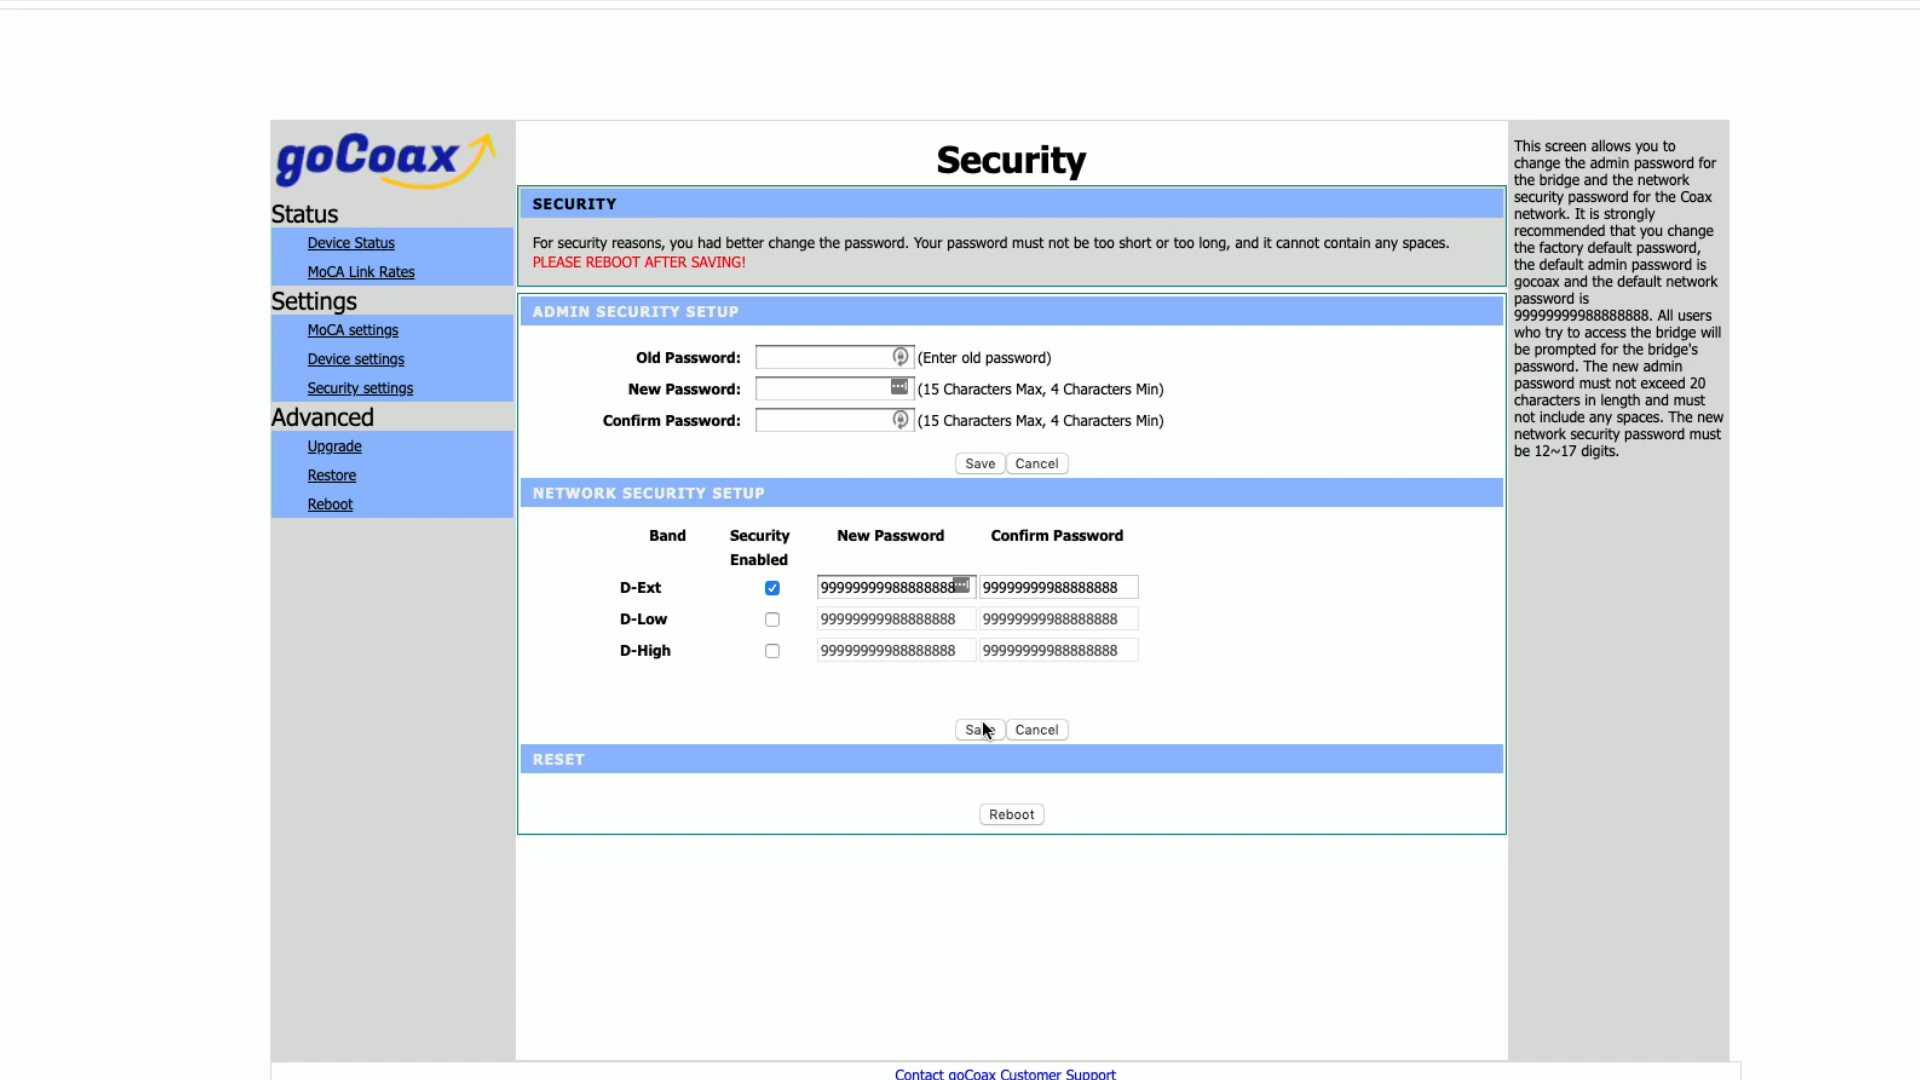 goCoax
Status
Device Status
MoCA Link Rates
Settings
MoCA settings
Device settings
Security settings
Advanced
Upgrade
Restore
Reboot
Security
SECURITY
For security reasons, you had better change the password. Your password must not be too short or too long, and it cannot contain any spaces.
PLEASE REBOOT AFTER SAVING!
ADMIN SECURITY SETUP
Old Password: (Enter old password)
New Password: (15 Characters Max, 4 Characters Min)
Confirm Password: (15 Characters Max, 4 Characters Min)
Save Cancel
NETWORK SECURITY SETUP
Band Security New Password Confirm Password
Enabled
D-Ext 99999999988888888 99999999988888888
D-Low 99999999988888888 99999999988888888
D-High 99999999988888888 99999999988888888
Save Cancel
RESET
Reboot
This screen allows you to
change the admin password for
the bridge and the network
security password for the Coax
network. It is strongly
recommended that you change
the factory default password,
the default admin password is
gocoax and the default network
password is
99999999988888888. All users
who try to access the bridge will
be prompted for the bridge's
password. The new admin
password must not exceed 20
characters in length and must
not include any spaces. The new
network security password must
be 12~17 digits.
Contact goCoax Customer Support